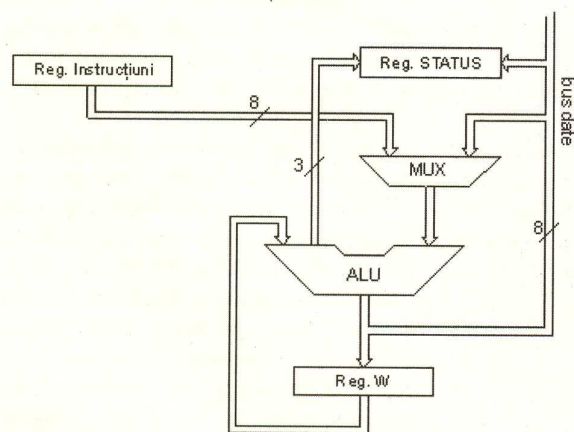 Reg. Instrucțiuni
Reg. STATUS
8
bus date
MUX
3
8
ALU
Reg. W